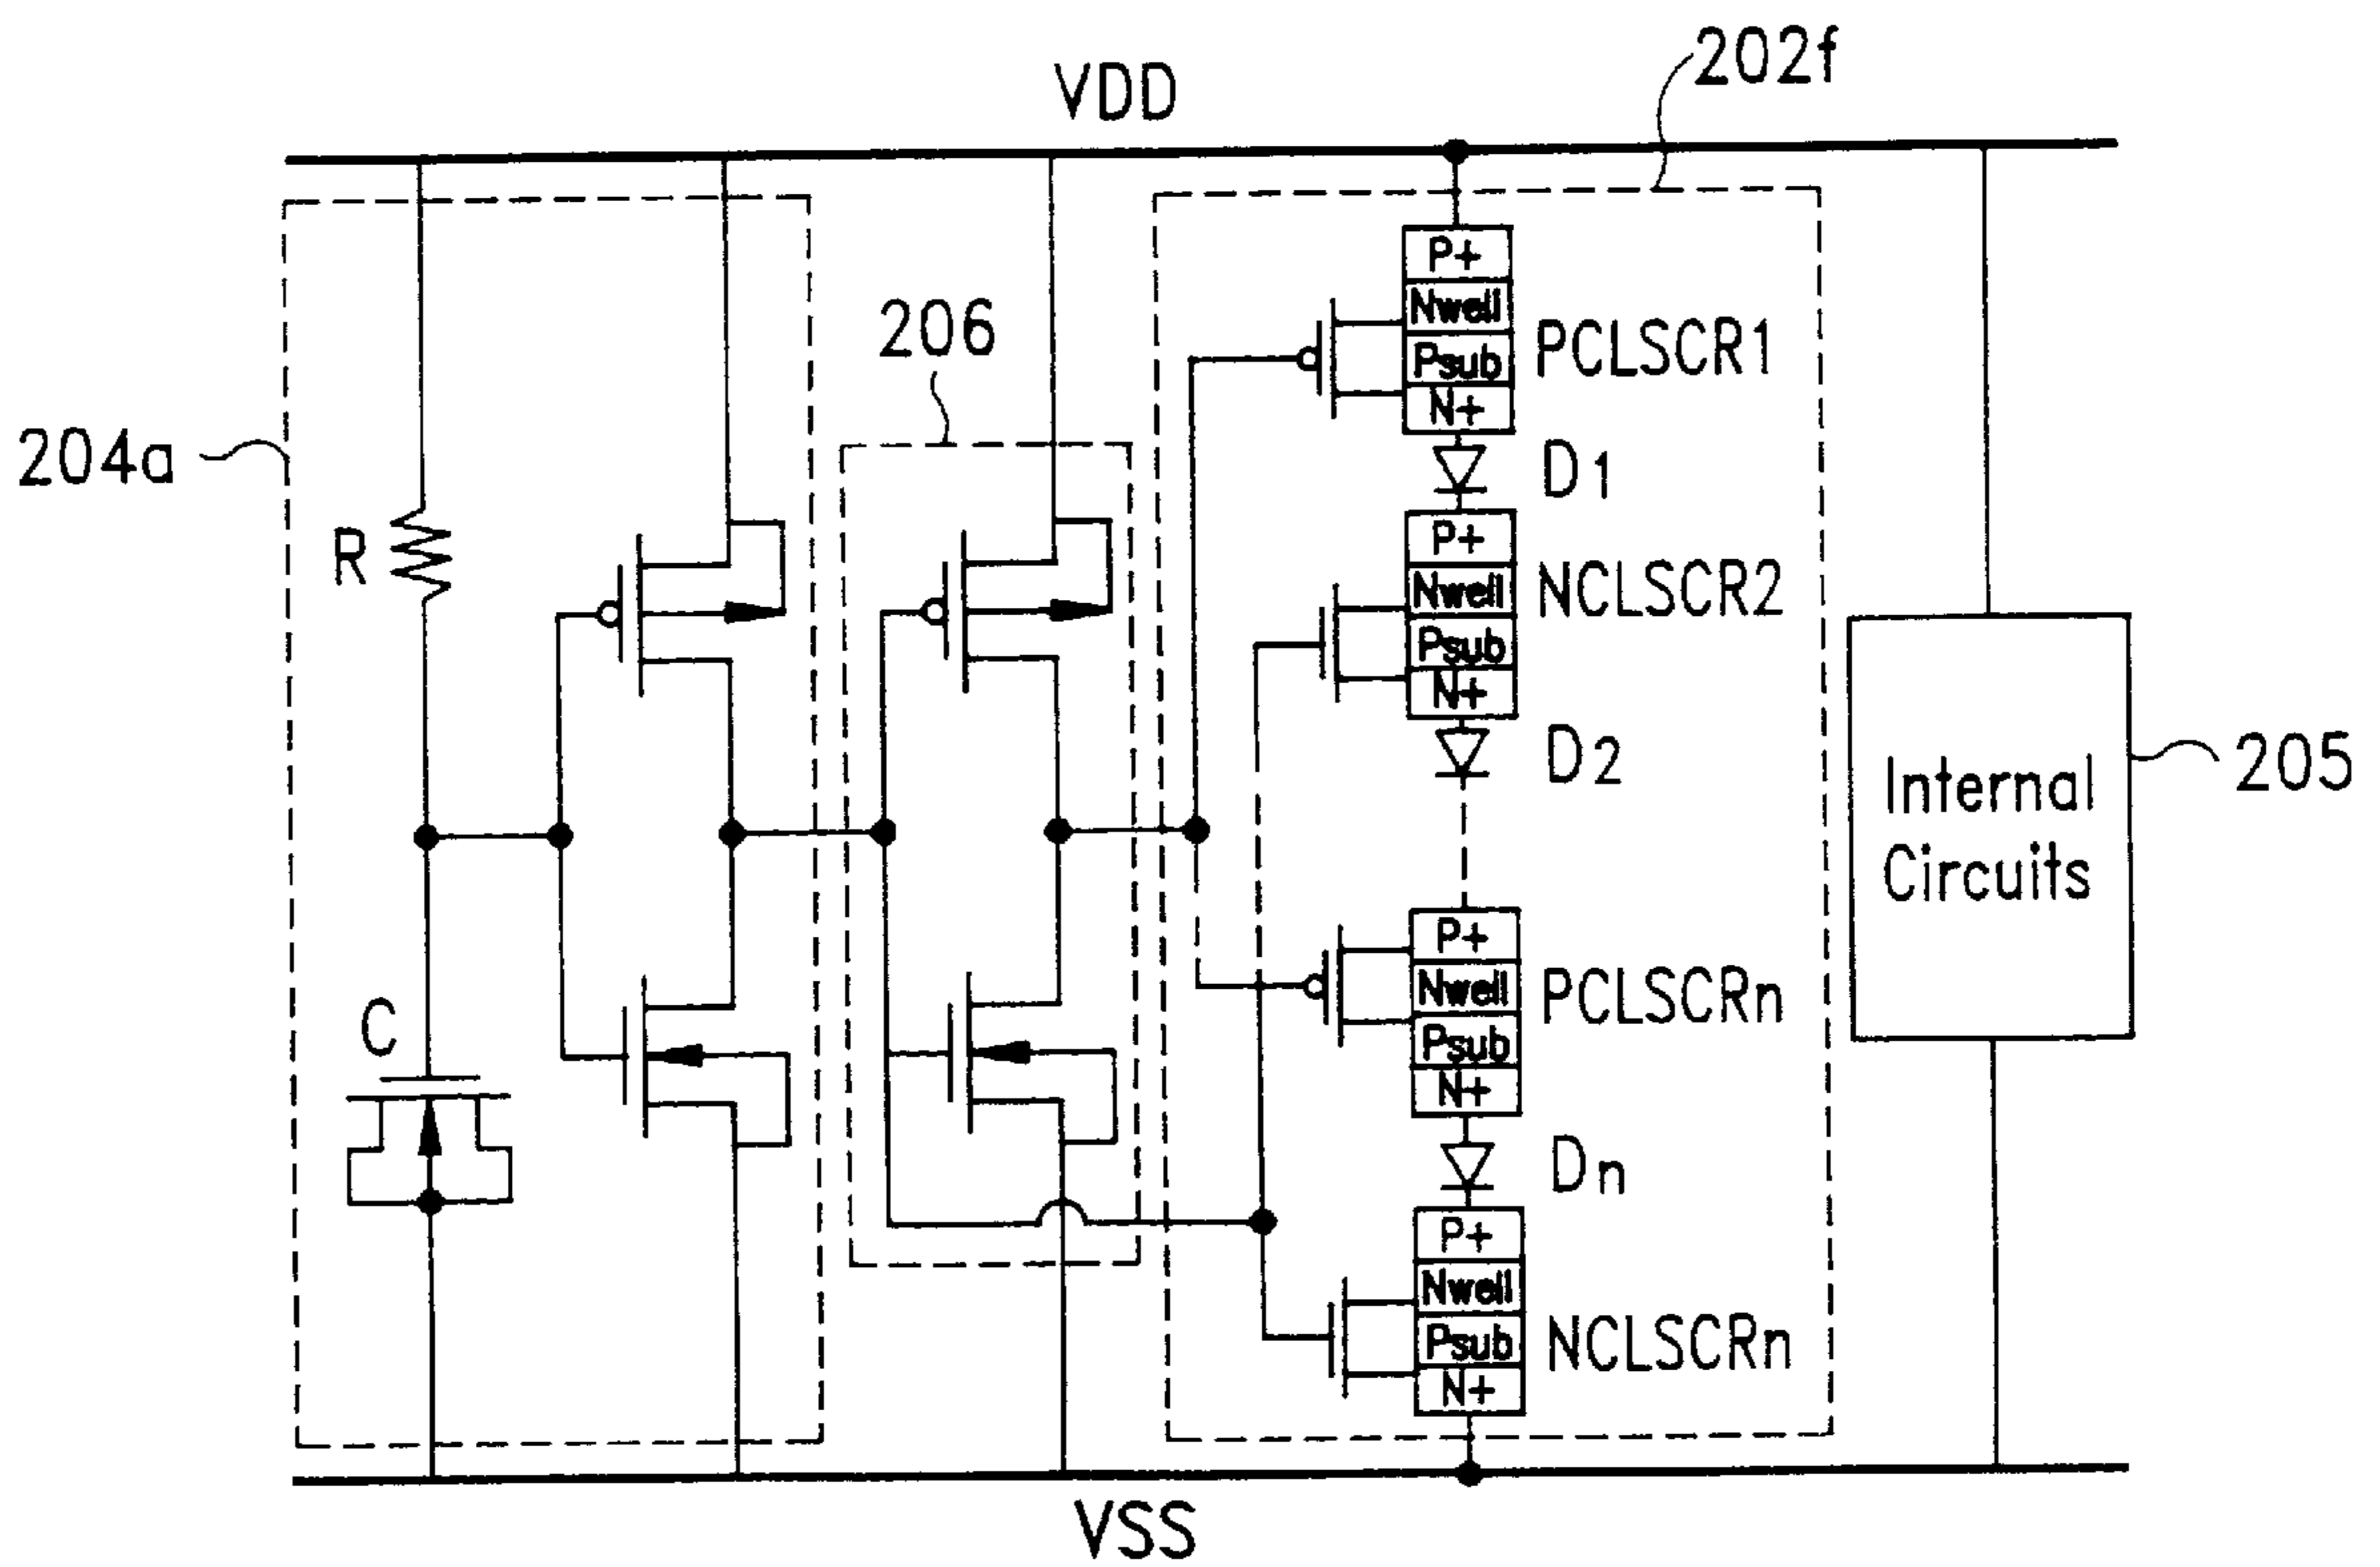 202f
VDD
P+
Nwell
Psub
N+
PCLSCR1
206
204a
D1
R
P+
Nwell
Psub
N+
NCLSCR2
D2
205
Internal
Circuits
P+
Nwell
Psub
N+
PCLSCRn
C
Dn
P+
Nwell
Psub
N+
NCLSCRn
VSS